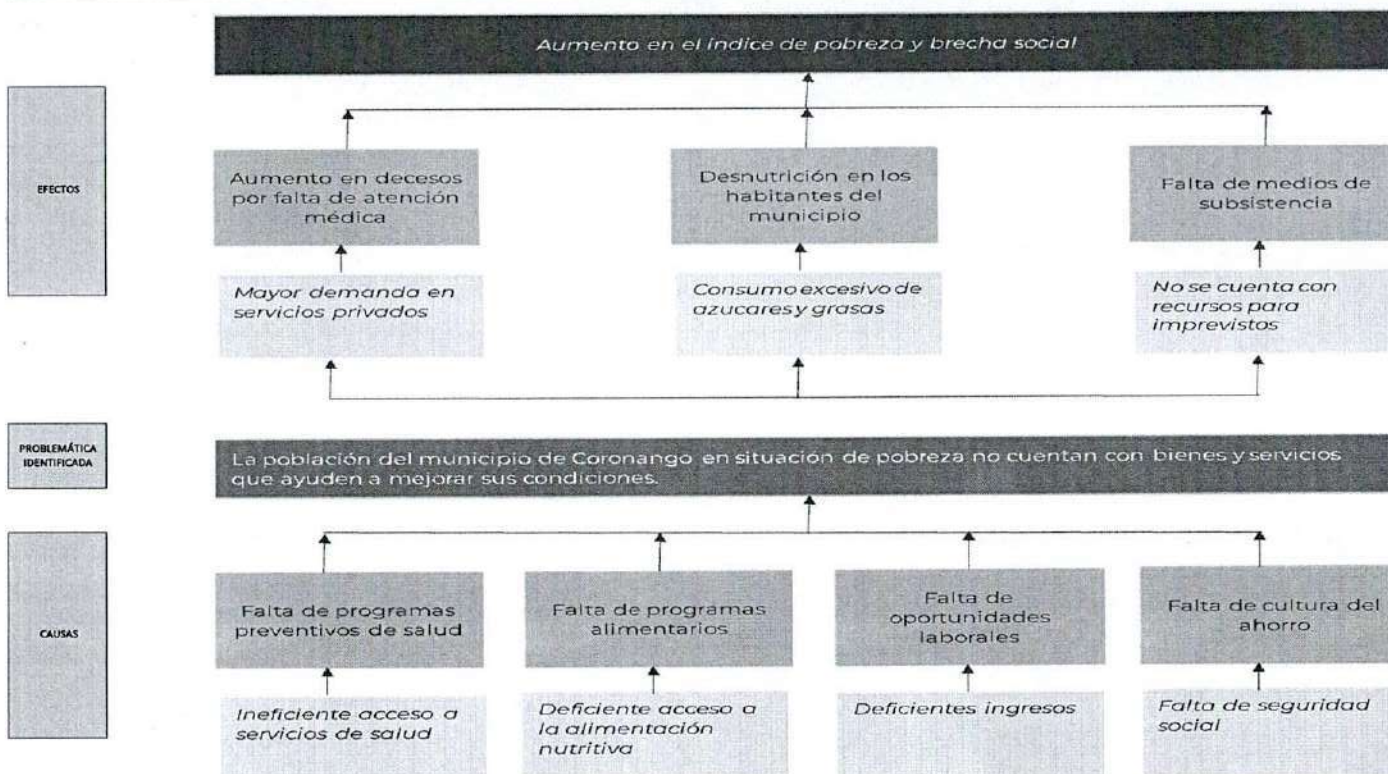 Aumento en el índice de pobreza y brecha social
EFECTOS
Aumento en decesos
por falta de atención
médica
Desnutrición en los
habitantes del
municipio
Falta de medios de
subsistencia
Mayor demanda en
servicios privados
Consumo excesivo de
azucares y grasas
No se cuenta con
recursos para
imprevistos
PROBLEMÁTICA
IDENTIFICADA
La población del municipio de Coronango en situación de pobreza no cuentan con bienes y servicios
que ayuden a mejorar sus condiciones.
CAUSAS
Falta de programas
preventivos de salud
Falta de programas
alimentarios
Falta de
oportunidades
laborales
Falta de cultura del
ahorro
Ineficiente acceso a
servicios de salud
Deficiente acceso a
la alimentación
nutritiva
Deficientes ingresos
Falta de seguridad
social